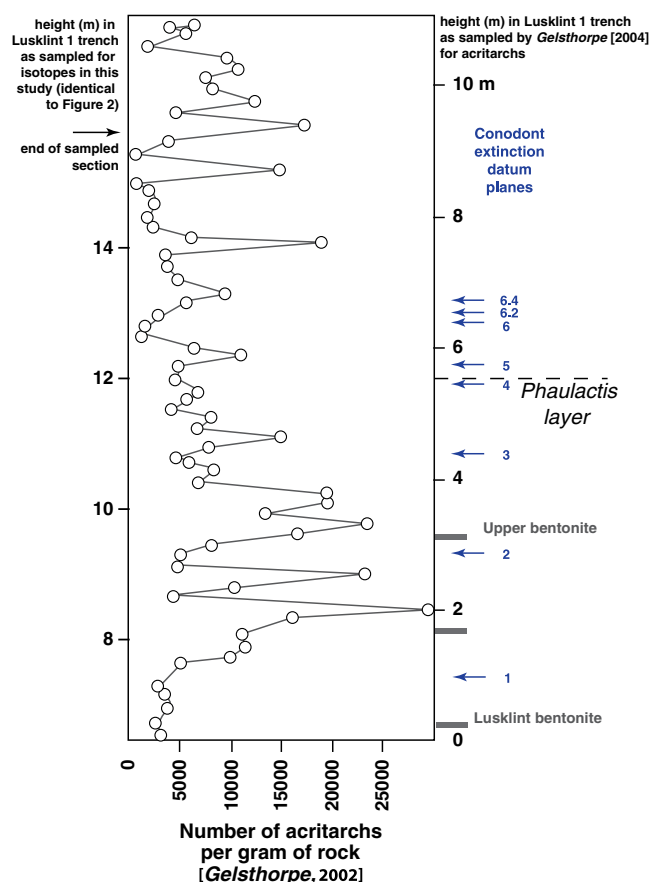 height (m) in
Lusklint 1 trench
as sampled for
isotopes in this
study (identical
to Figure 2)
end of sampled
section
height (m) in Lusklint 1 trench
as sampled by Gelsthorpe [2004]
for acritarchs
10 m
Conodont
extinction
datum
planes
8
14
6.4
6.2
6
6
5
12
4
Phaulactis
layer
3
4
10
Upper bentonite
2
2
8
1
Lusklint bentonite
0
0
5000
10000
15000
20000
25000
Number of acritarchs
per gram of rock
[Gelsthorpe, 2002]